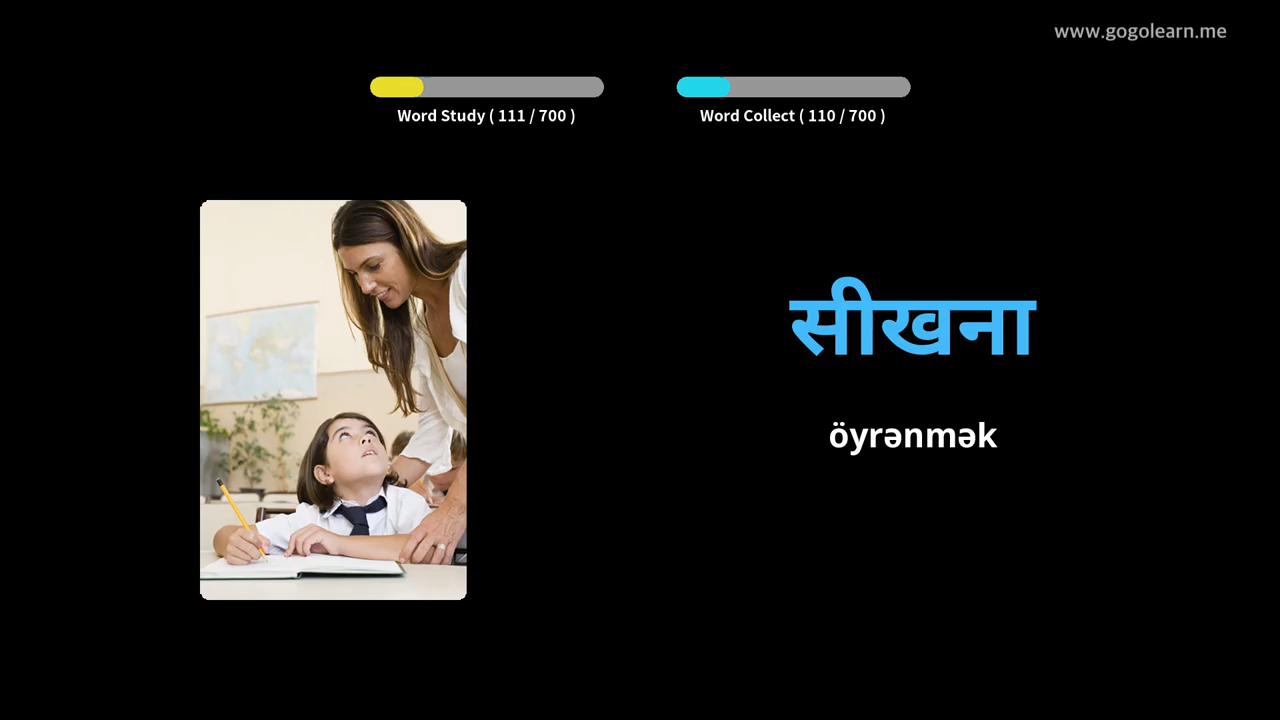 www.gogolearn.me
Word Study ( 111 / 700 )
Word Collect ( 110 / 700 )
सीखना
öyrənmək